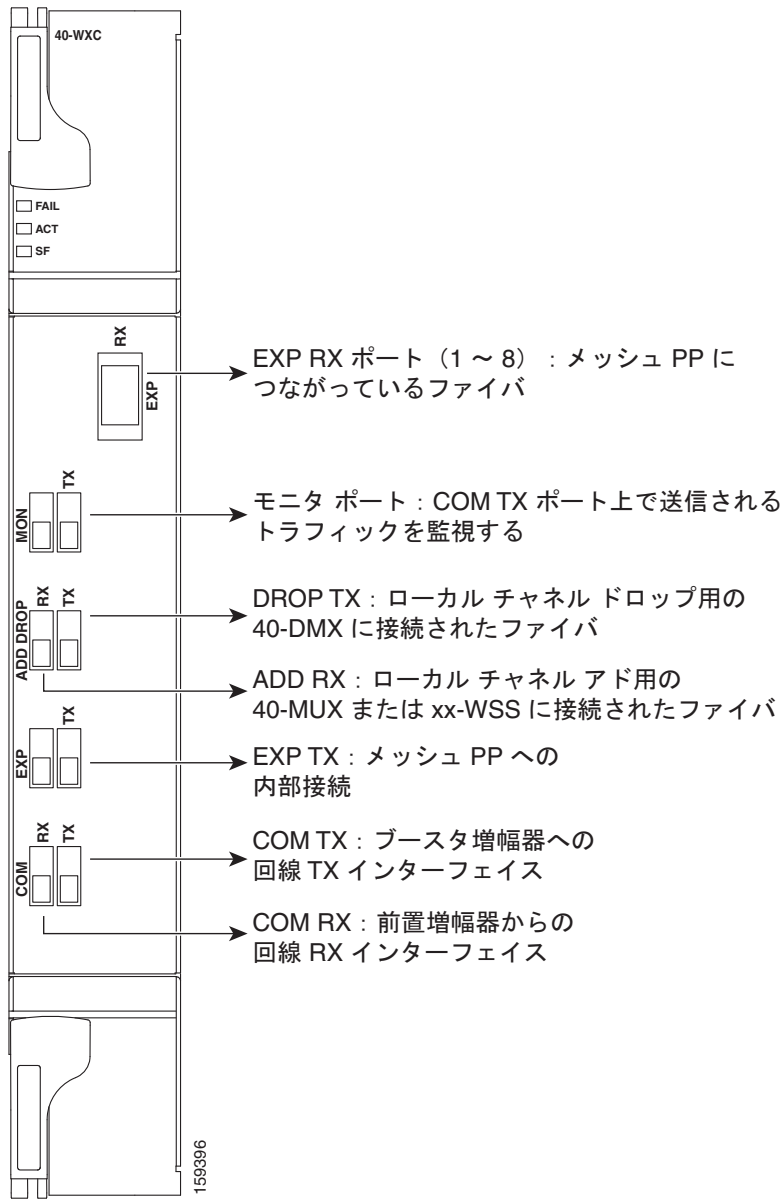 40-WXC
FAIL
ACT
SF
RX
EXP
EXP RX ポート（1 ～ 8）：メッシュ PP に
つながっているファイバ
MON
TX
モニタ ポート：COM TX ポート上で送信される
トラフィックを監視する
ADD DROP
RX
TX
DROP TX：ローカル チャネル ドロップ用の
40-DMX に接続されたファイバ
ADD RX：ローカル チャネル アド用の
40-MUX または xx-WSS に接続されたファイバ
EXP
TX
EXP TX：メッシュ PP への
内部接続
COM
RX
TX
COM TX：ブースタ増幅器への
回線 TX インターフェイス
COM RX：前置増幅器からの
回線 RX インターフェイス
159396